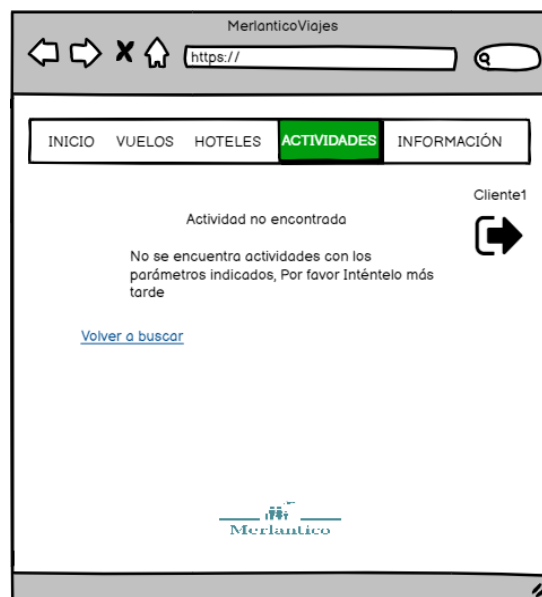 MerlanticoViajes
https://
INICIO VUELOS HOTELES ACTIVIDADES INFORMACIÓN
Cliente1
Actividad no encontrada
No se encuentra actividades con los
parámetros indicados, Por favor Inténtelo más
tarde
Volver a buscar
Merlantico